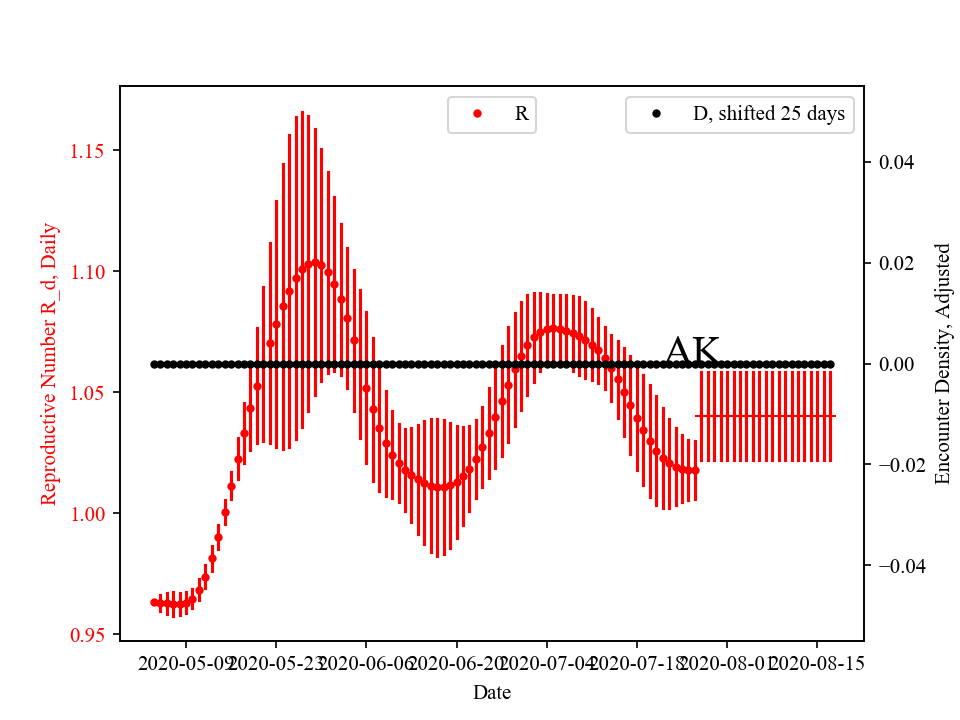 R
D, shifted 25 days
1.15
1.10
1.05
1.00
0.95
Reproductive Number R_d, Daily
AK
0.04
0.02
0.00
−0.02
−0.04
Encounter Density, Adjusted
2020-05-09 2020-05-23 2020-06-06 2020-06-20 2020-07-04 2020-07-18 2020-08-01 2020-08-15
Date